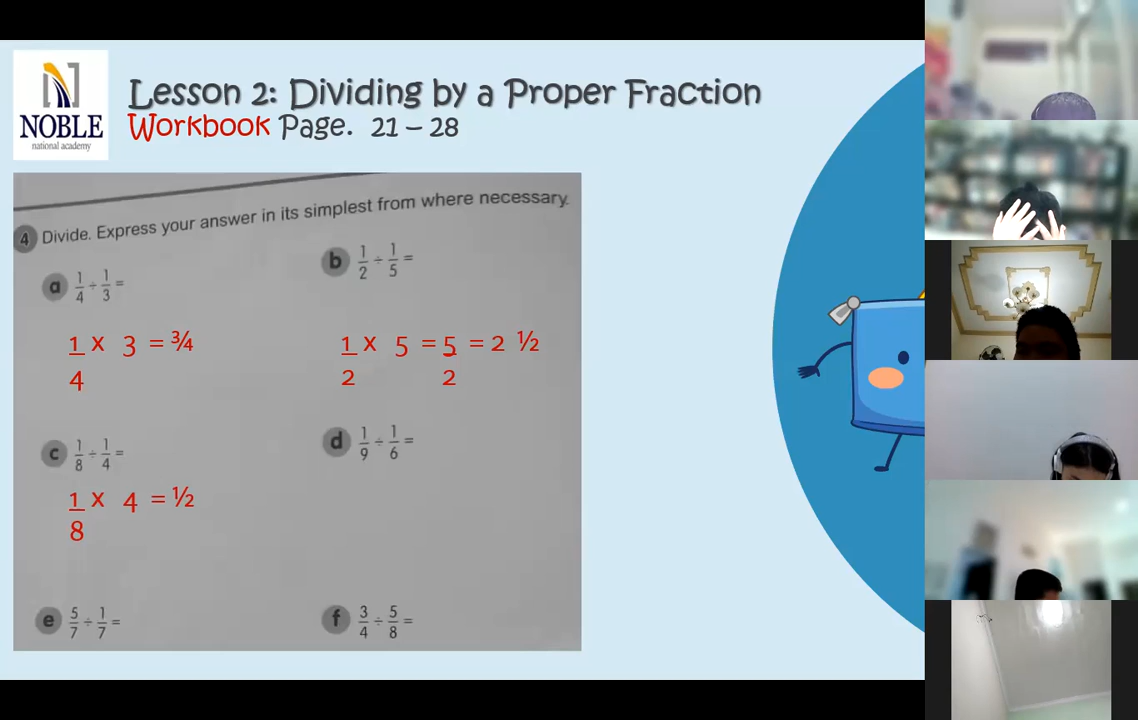 NOBLE
national academy
Lesson 2: Dividing by a Proper Fraction
Workbook Page. 21 – 28
4 Divide. Express your answer in its simplest from where necessary.
a 1/4 ÷ 1/3 =
b 1/2 ÷ 1/5 =
1/4 x 3 = ¾
1/2 x 5 = 5/2 = 2 ½
c 1/8 ÷ 1/4 =
d 1/9 ÷ 1/6 =
1/8 x 4 = ½
e 5/7 ÷ 1/7 =
f 3/4 ÷ 5/8 =